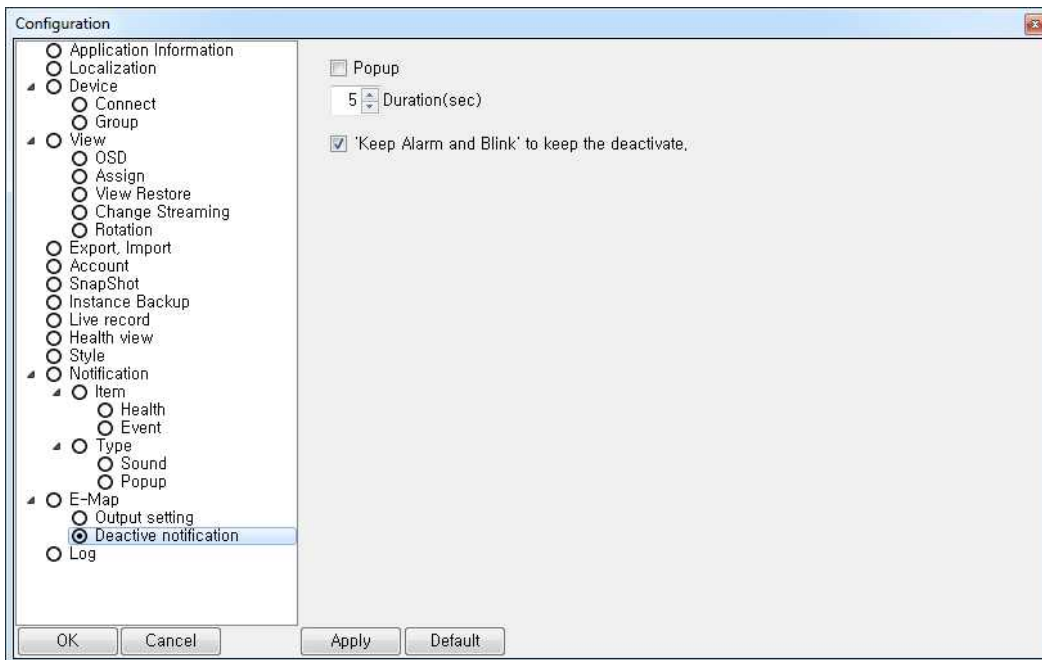 Configuration
Application Information
Localization
Device
Connect
Group
View
OSD
Assign
View Restore
Change Streaming
Rotation
Export, Import
Account
SnapShot
Instance Backup
Live record
Health view
Style
Notification
Item
Health
Event
Type
Sound
Popup
E-Map
Output setting
Deactive notification
Log
Popup
5 Duration(sec)
'Keep Alarm and Blink' to keep the deactivate,
OK Cancel Apply Default